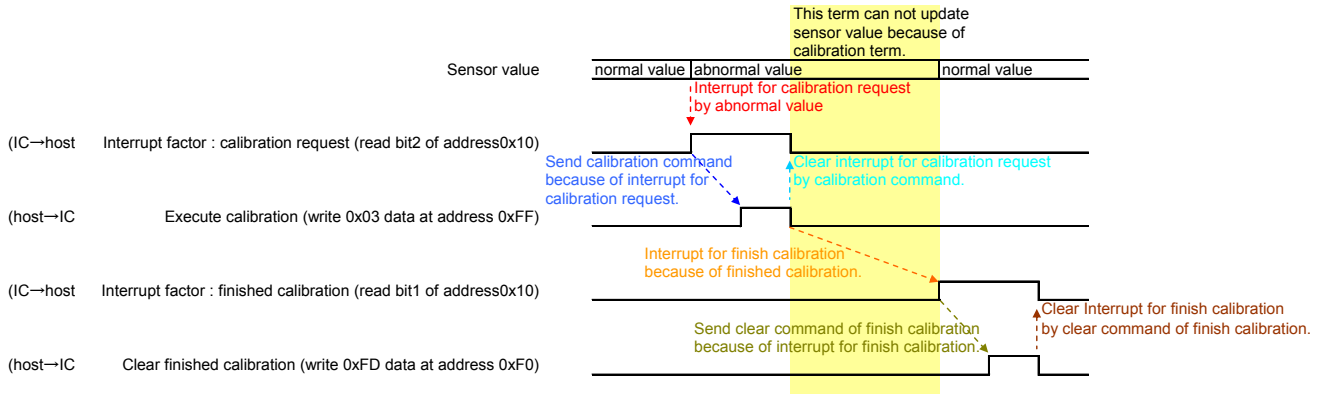 This term can not update
sensor value because of
calibration term.
Sensor value
normal value
abnormal value
normal value
Interrupt for calibration request
by abnormal value
(IC→host
Interrupt factor : calibration request (read bit2 of address0x10)
Send calibration command
because of interrupt for
calibration request.
Clear interrupt for calibration request
by calibration command.
(host→IC
Execute calibration (write 0x03 data at address 0xFF)
Interrupt for finish calibration
because of finished calibration.
(IC→host
Interrupt factor : finished calibration (read bit1 of address0x10)
Clear Interrupt for finish calibration
by clear command of finish calibration.
Send clear command of finish calibration
because of interrupt for finish calibration.
(host→IC
Clear finished calibration (write 0xFD data at address 0xF0)